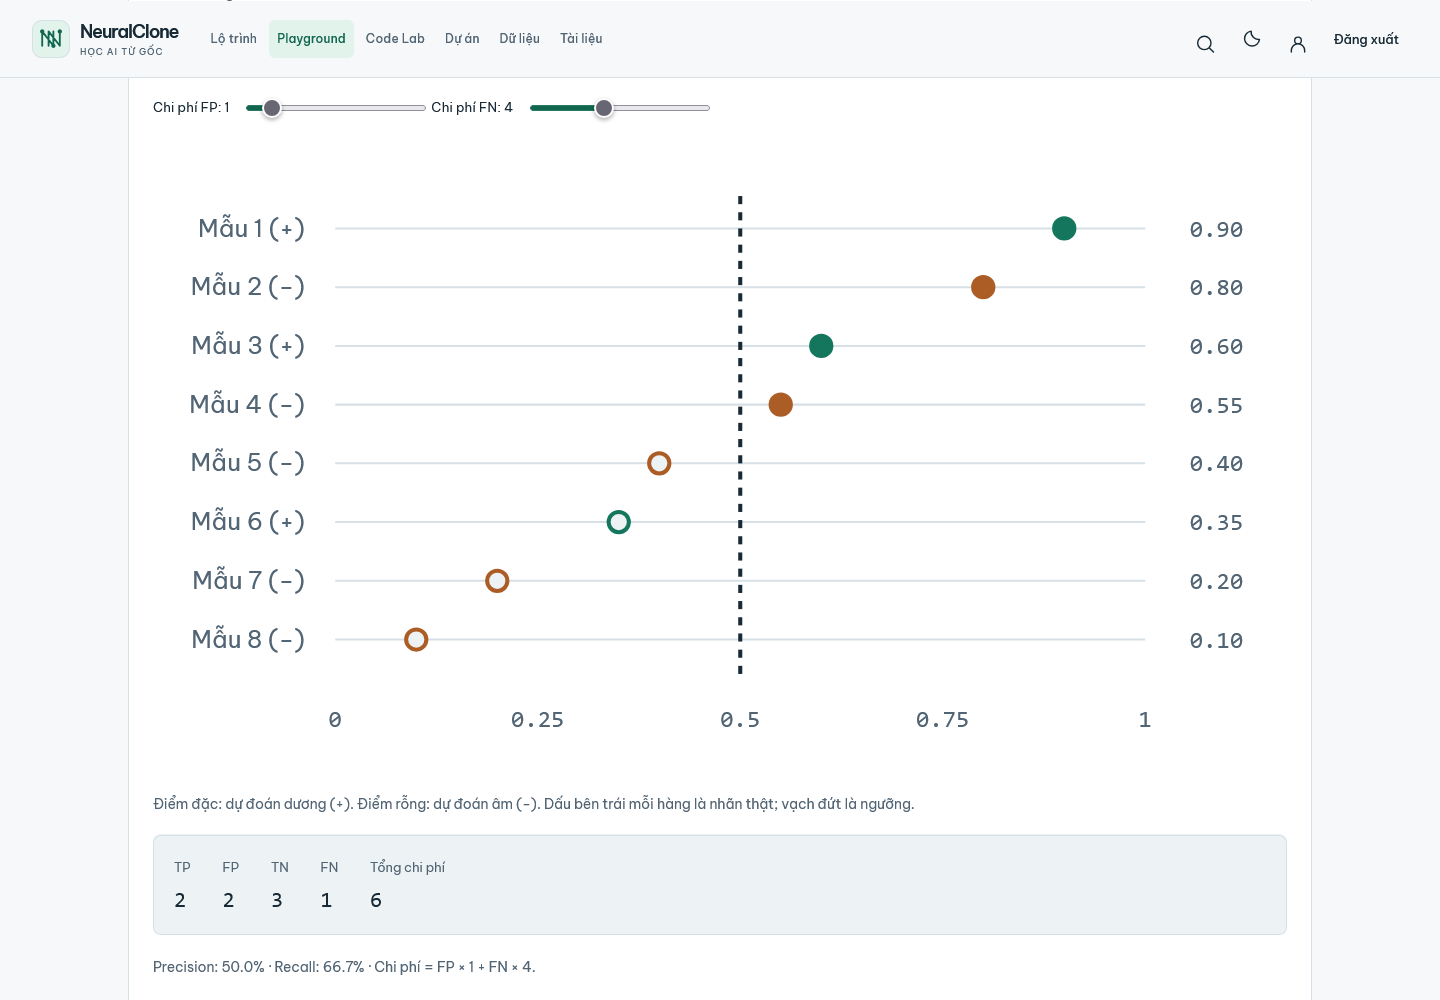 NeuralClone
HỌC AI TỪ GỐC
Lộ trình
Playground
Code Lab
Dự án
Dữ liệu
Tài liệu
Đăng xuất
Chi phí FP: 1
Chi phí FN: 4
Mẫu 1 (+) 0.90
Mẫu 2 (−) 0.80
Mẫu 3 (+) 0.60
Mẫu 4 (−) 0.55
Mẫu 5 (−) 0.40
Mẫu 6 (+) 0.35
Mẫu 7 (−) 0.20
Mẫu 8 (−) 0.10
0 0.25 0.5 0.75 1
Điểm đặc: dự đoán dương (+). Điểm rỗng: dự đoán âm (−). Dấu bên trái mỗi hàng là nhãn thật; vạch đứt là ngưỡng.
TP FP TN FN Tổng chi phí
2 2 3 1 6
Precision: 50.0% · Recall: 66.7% · Chi phí = FP × 1 + FN × 4.